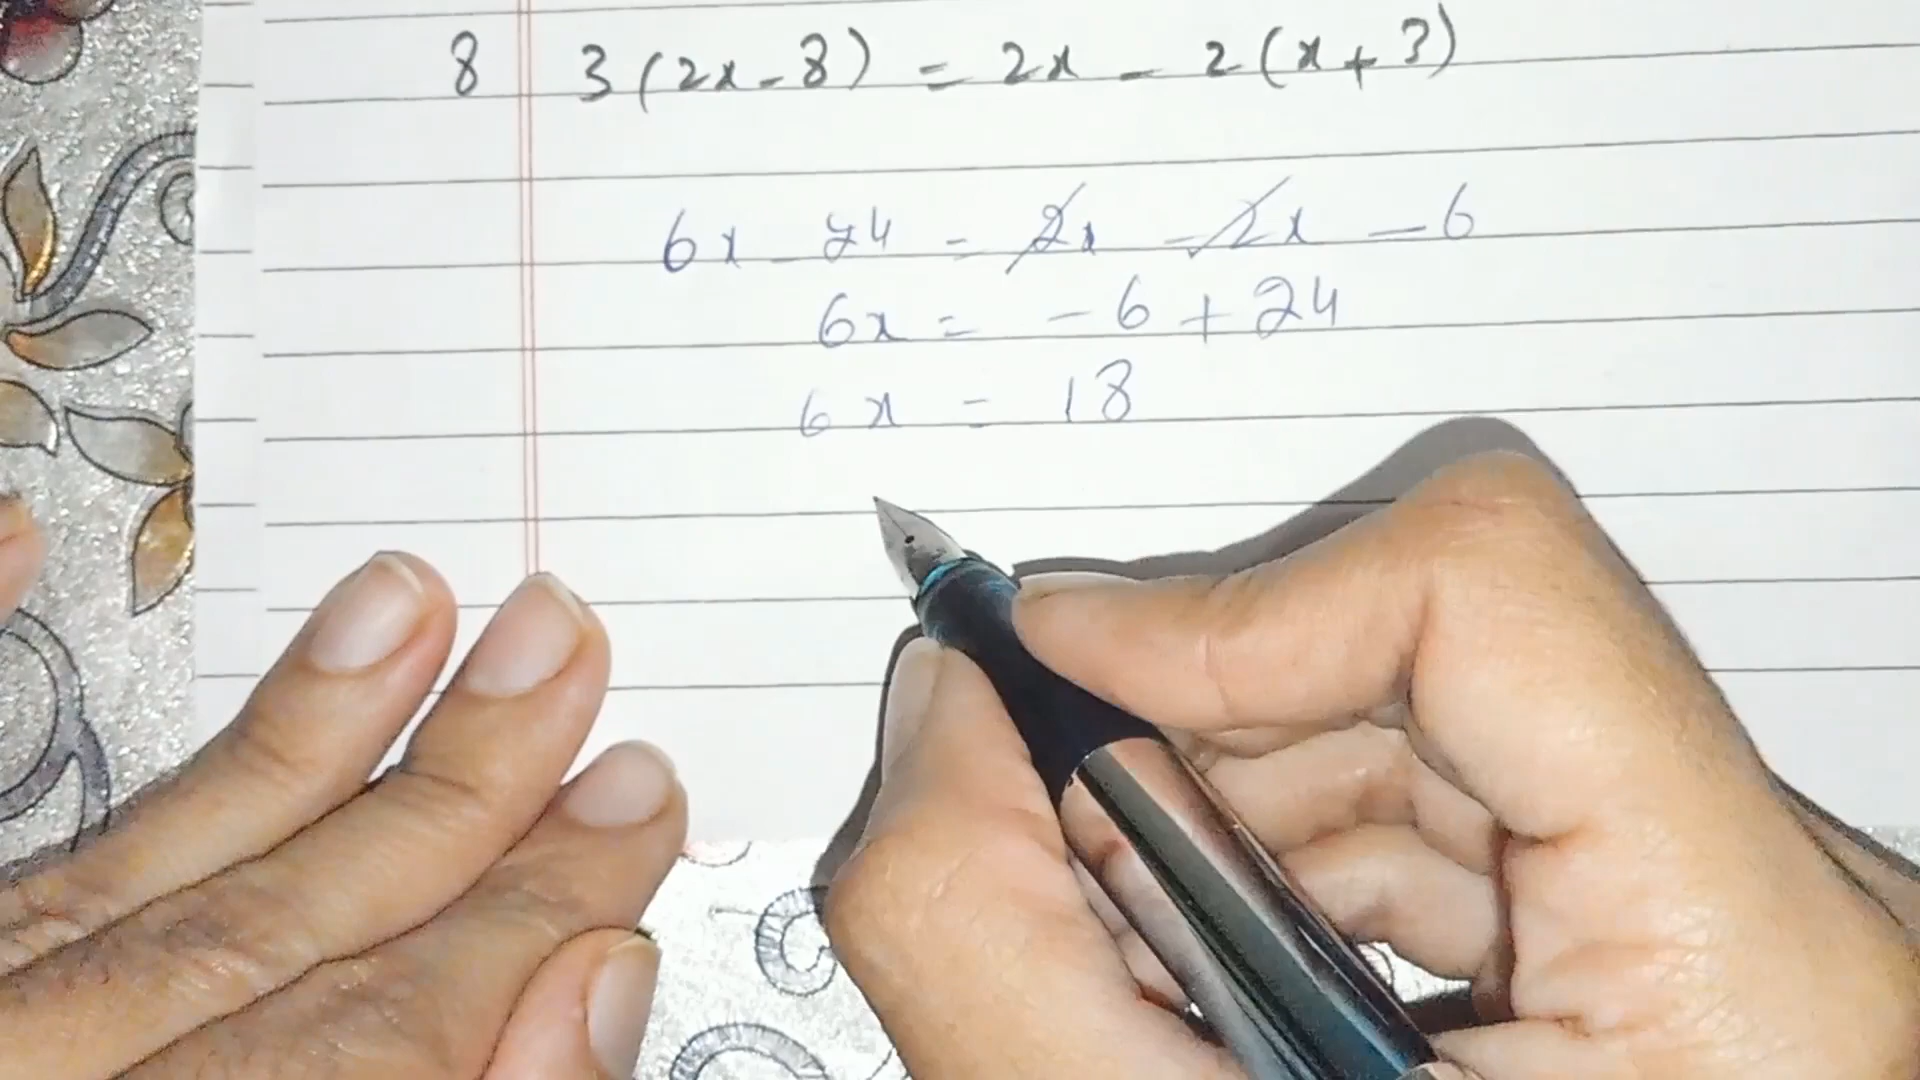 8 3(2x-8) = 2x - 2(x+3)
6x - 24 = 2x - 2x - 6
6x = -6 + 24
6x = 18